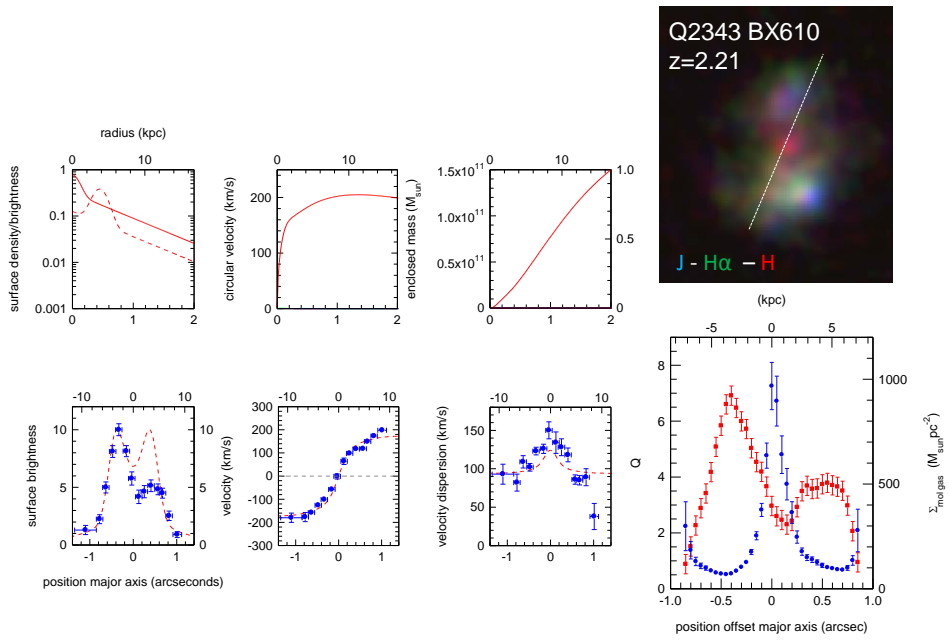 Q2343 BX610
z=2.21
J - Hα — H
radius (kpc)
0 10
surface density/brightness
1
0.1
0.01
0.001
0 1 2
0 10
circular velocity (km/s)
200
100
0
0 1 2
0 10
enclosed mass (M_sun)
1.5x10^11
1.0x10^11
0.5x10^11
0
1.0
0.5
0
0 1 2
-10 0 10
surface brightness
10
5
0
10
5
0
-1 0 1
position major axis (arcseconds)
-10 0 10
velocity (km/s)
300
200
100
0
-100
-200
-300
-1 0 1
-10 0 10
velocity dispersion (km/s)
150
100
50
0
-1 0 1
(kpc)
-5 0 5
Q
8
6
4
2
0
1000
500
0
Σ_mol gas (M_sun pc^-2)
-1.0 -0.5 0 0.5 1.0
position offset major axis (arcsec)